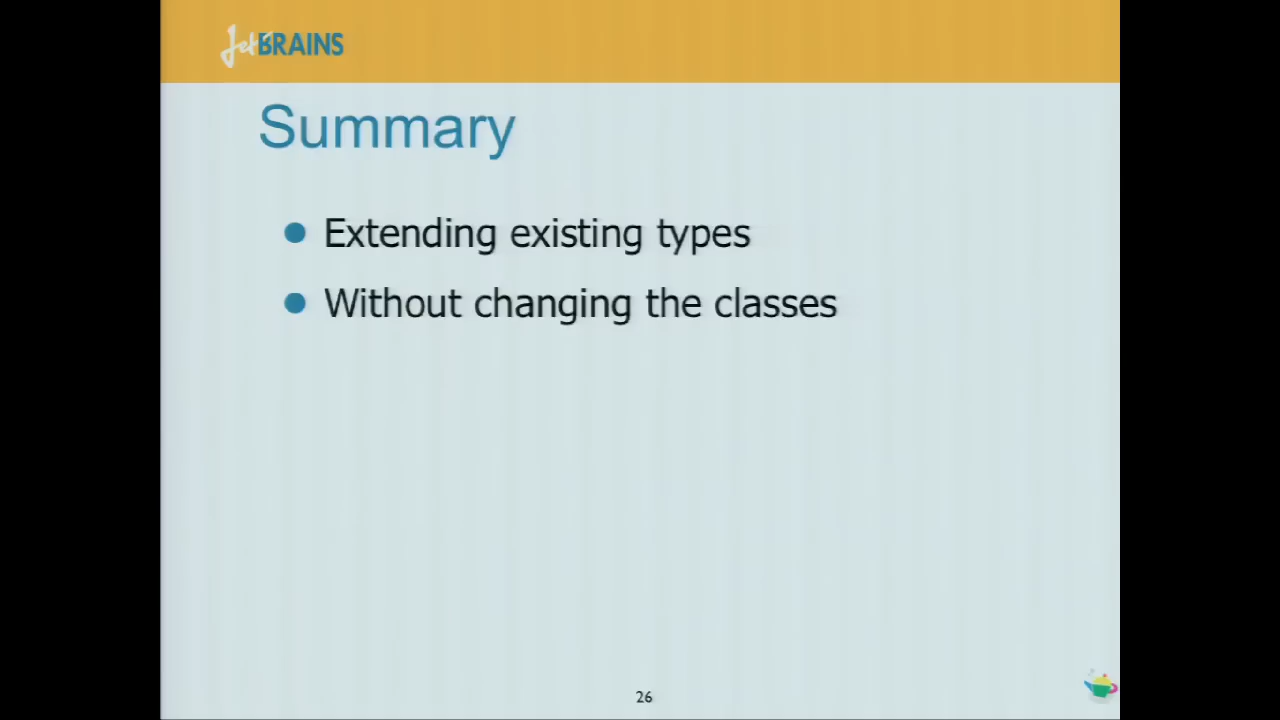 JetBRAINS
Summary
Extending existing types
Without changing the classes
26